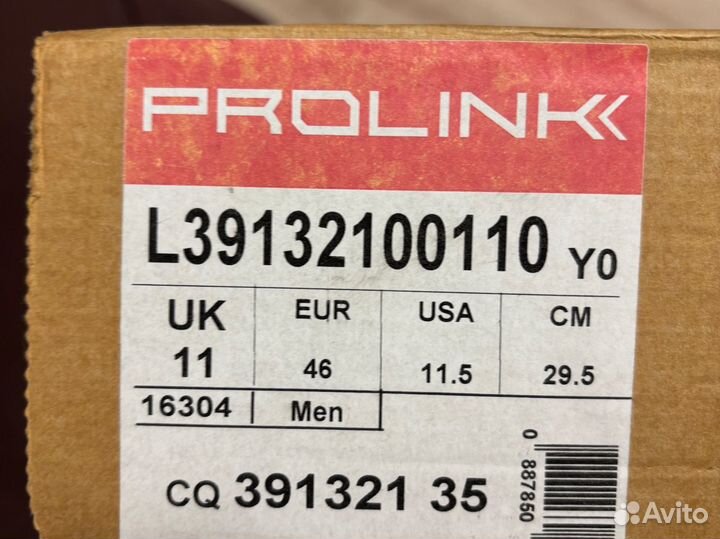 PROLINK
L39132100110 Y0
UK EUR USA CM
11 46 11.5 29.5
16304 Men
CQ 391321 35
0 887850
Avito